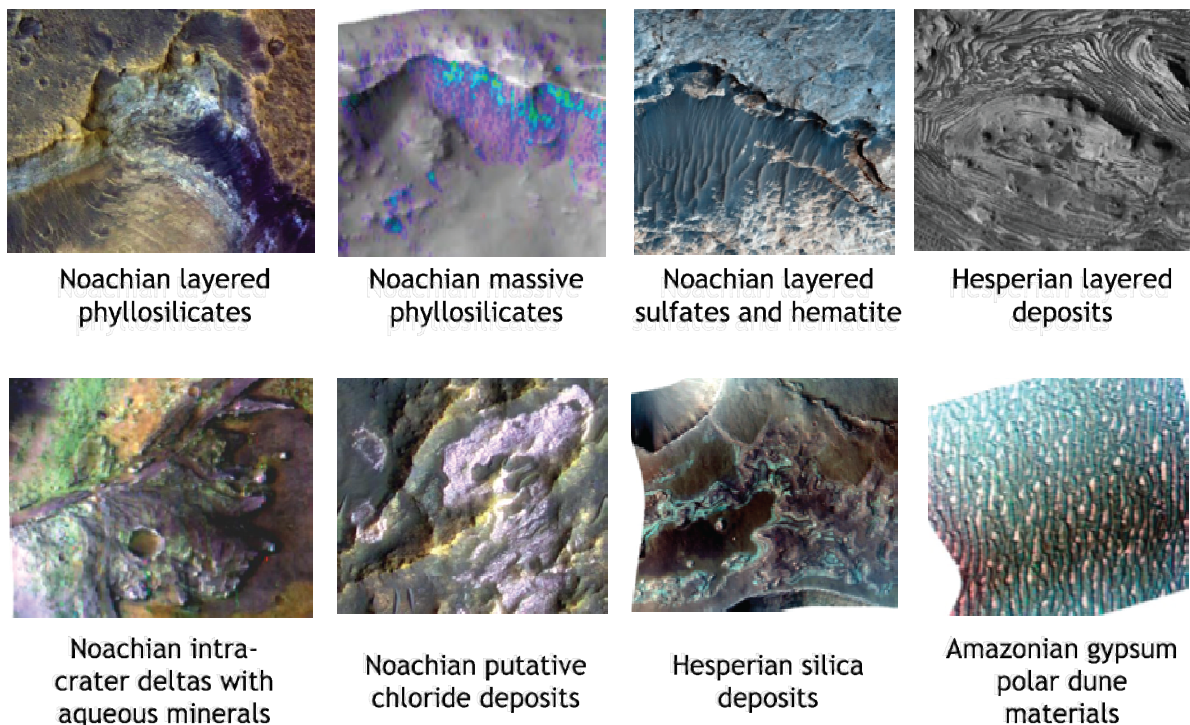 Noachian layered
phyllosilicates
Noachian massive
phyllosilicates
Noachian layered
sulfates and hematite
Hesperian layered
deposits
Noachian intra-
crater deltas with
aqueous minerals
Noachian putative
chloride deposits
Hesperian silica
deposits
Amazonian gypsum
polar dune
materials